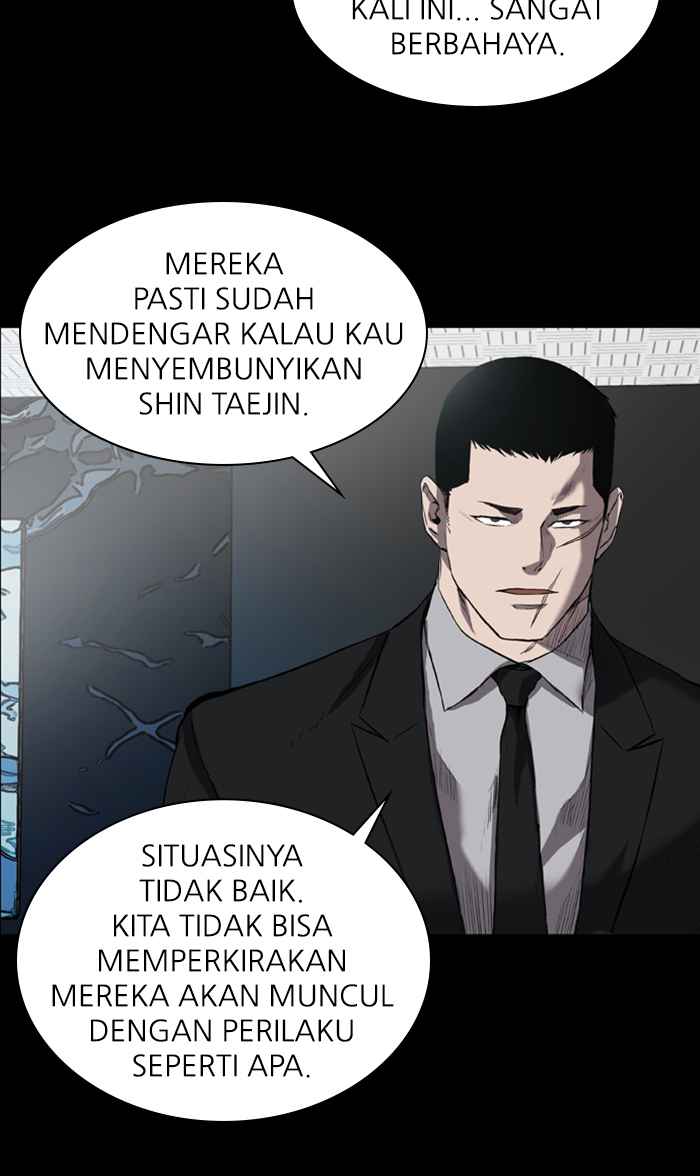 KALI INI... SANGAT
BERBAHAYA.
MEREKA
PASTI SUDAH
MENDENGAR KALAU KAU
MENYEMBUNYIKAN
SHIN TAEJIN.
SITUASINYA
TIDAK BAIK.
KITA TIDAK BISA
MEMPERKIRAKAN
MEREKA AKAN MUNCUL
DENGAN PERILAKU
SEPERTI APA.